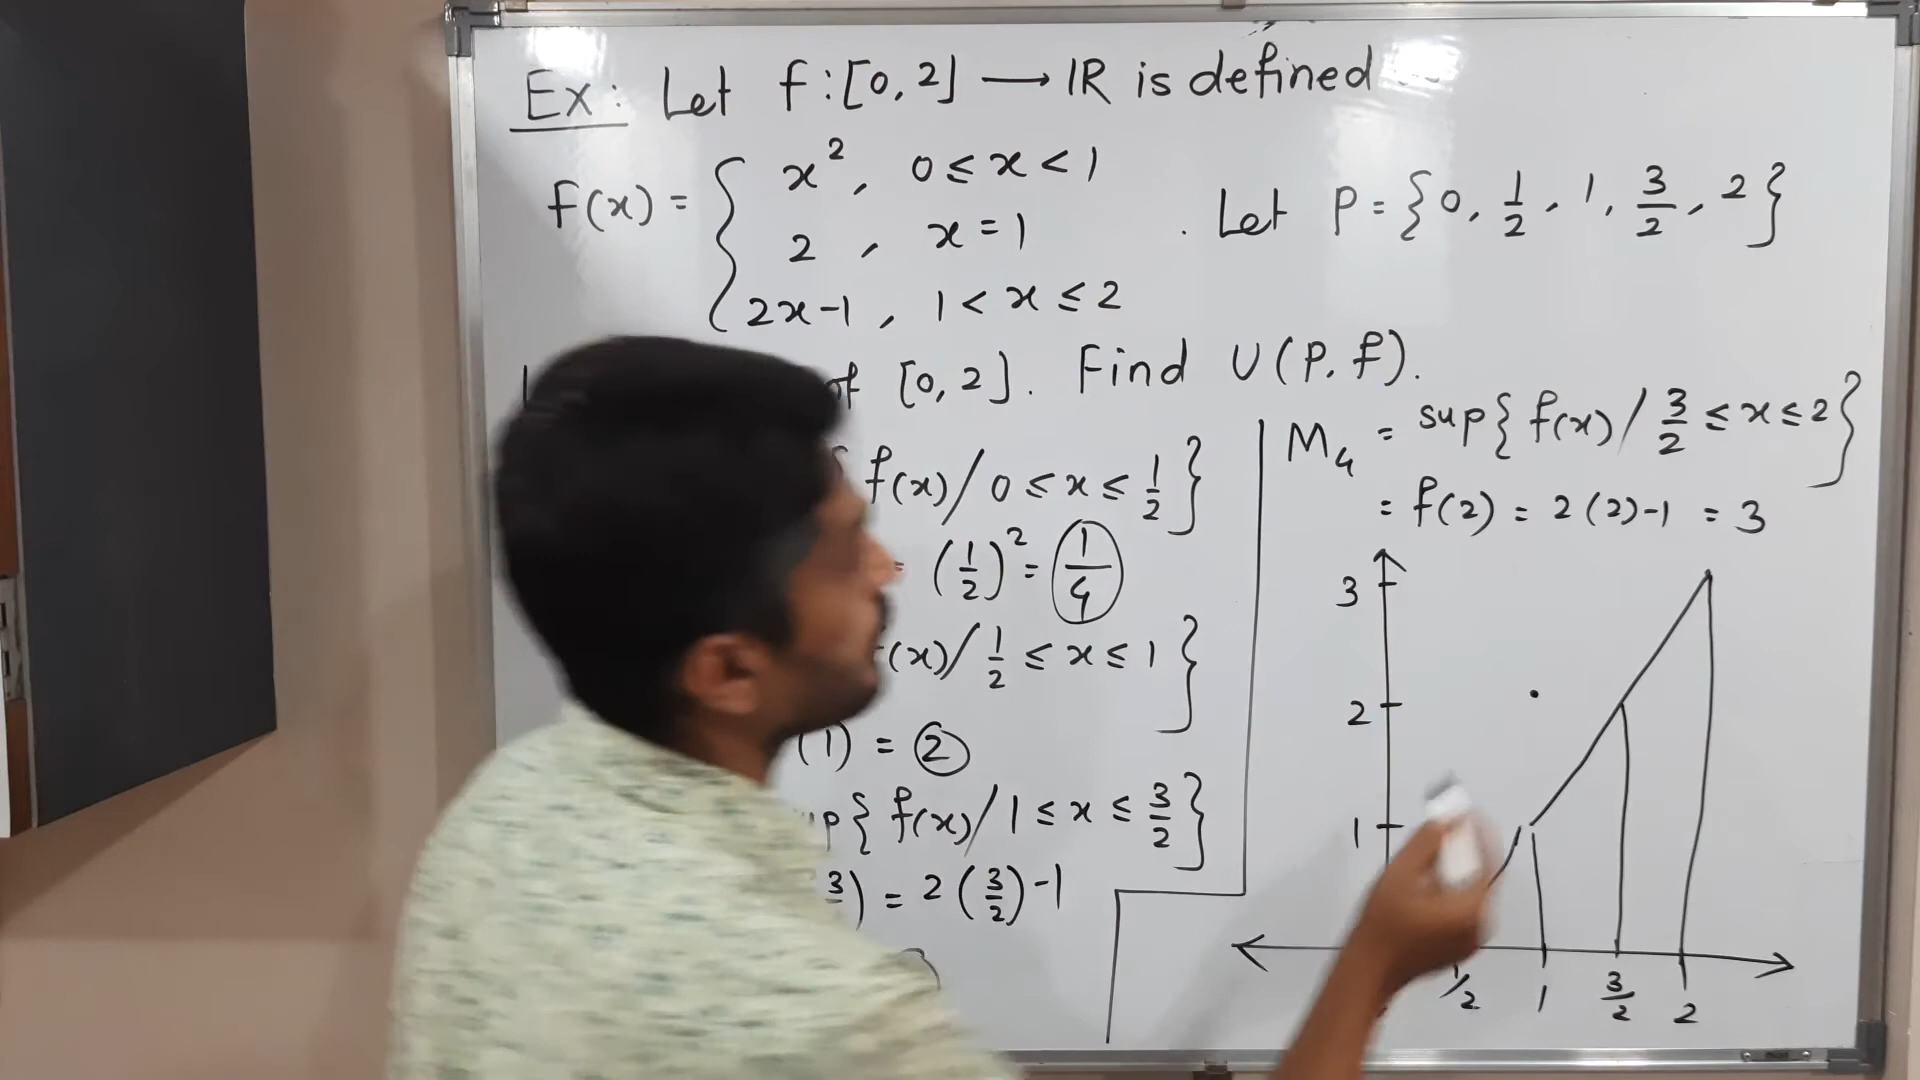 Ex: Let f:[0,2] → IR is defined
f(x) = { x², 0 ≤ x < 1
2, x = 1
2x-1, 1 < x ≤ 2
. Let P = {0, 1/2, 1, 3/2, 2}
of [0,2]. Find U(P,f).
f(x)/0 ≤ x ≤ 1/2}
= (1/2)² = 1/4
(x)/1/2 ≤ x ≤ 1}
(1) = 2
{f(x)/1 ≤ x ≤ 3/2}
3) = 2(3/2)-1
M₄ = sup{f(x)/3/2 ≤ x ≤ 2}
= f(2) = 2(2)-1 = 3
3
2
1
1/2 1 3/2 2